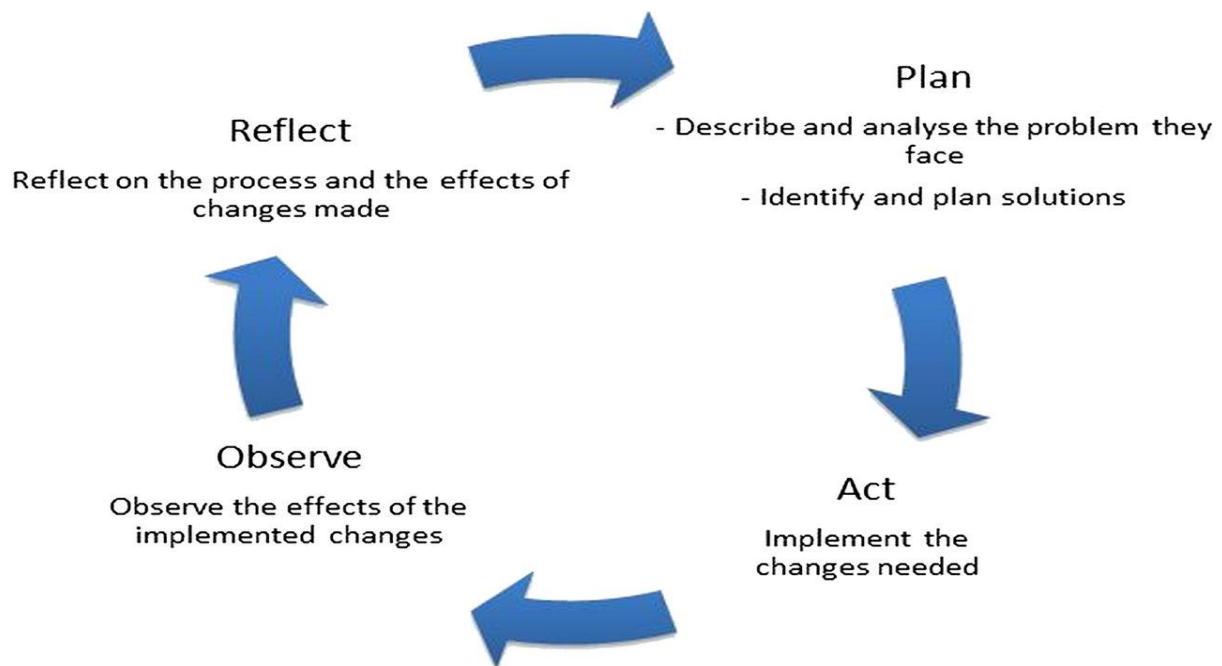 Plan
- Describe and analyse the problem they
face
- Identify and plan solutions
Act
Implement the
changes needed
Observe
Observe the effects of the
implemented changes
Reflect
Reflect on the process and the effects of
changes made